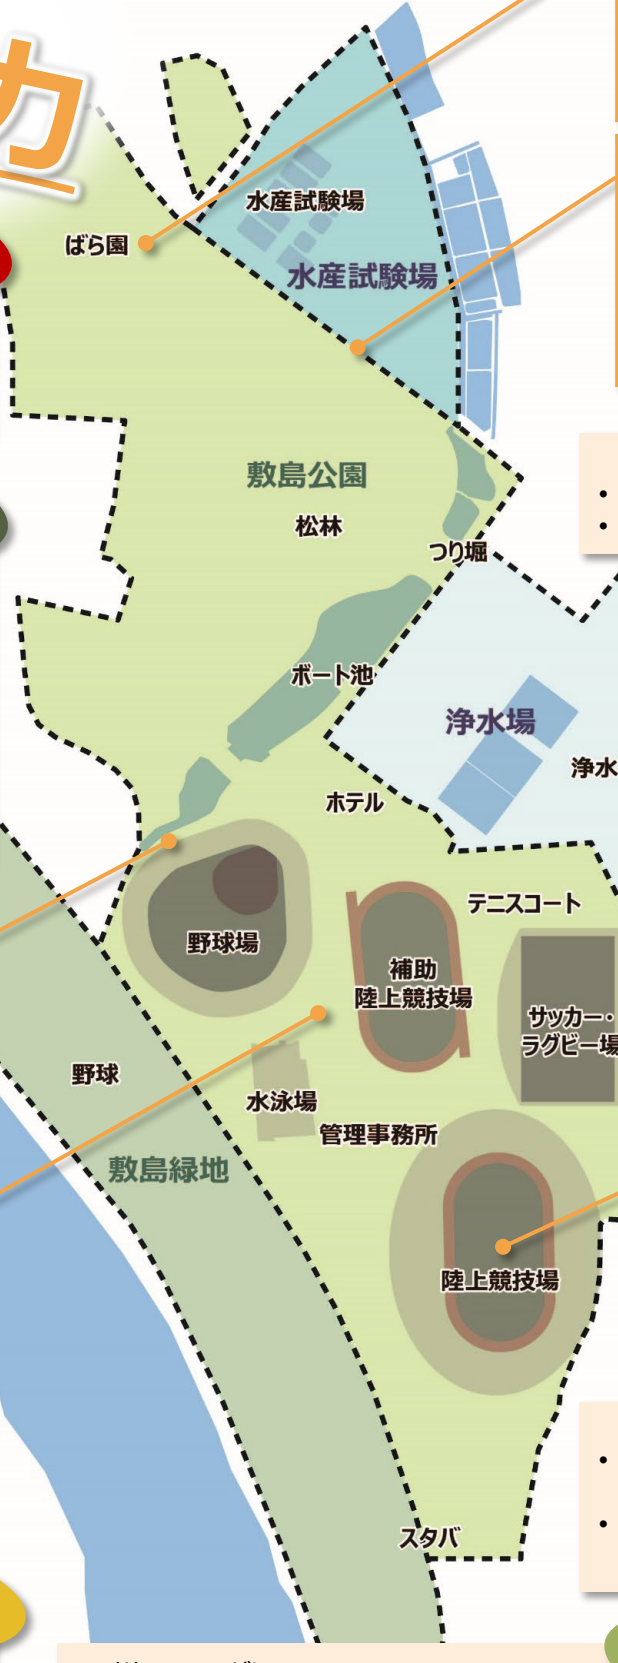 カ
水産試験場
ばら園
水産試験場
敷島公園
松林
つり堀
ボート池
浄水場
浄水
ホテル
テニスコート
野球場
補助
陸上競技場
サッカー・
ラグビー場
野球
水泳場
管理事務所
敷島緑地
陸上競技場
スタバ